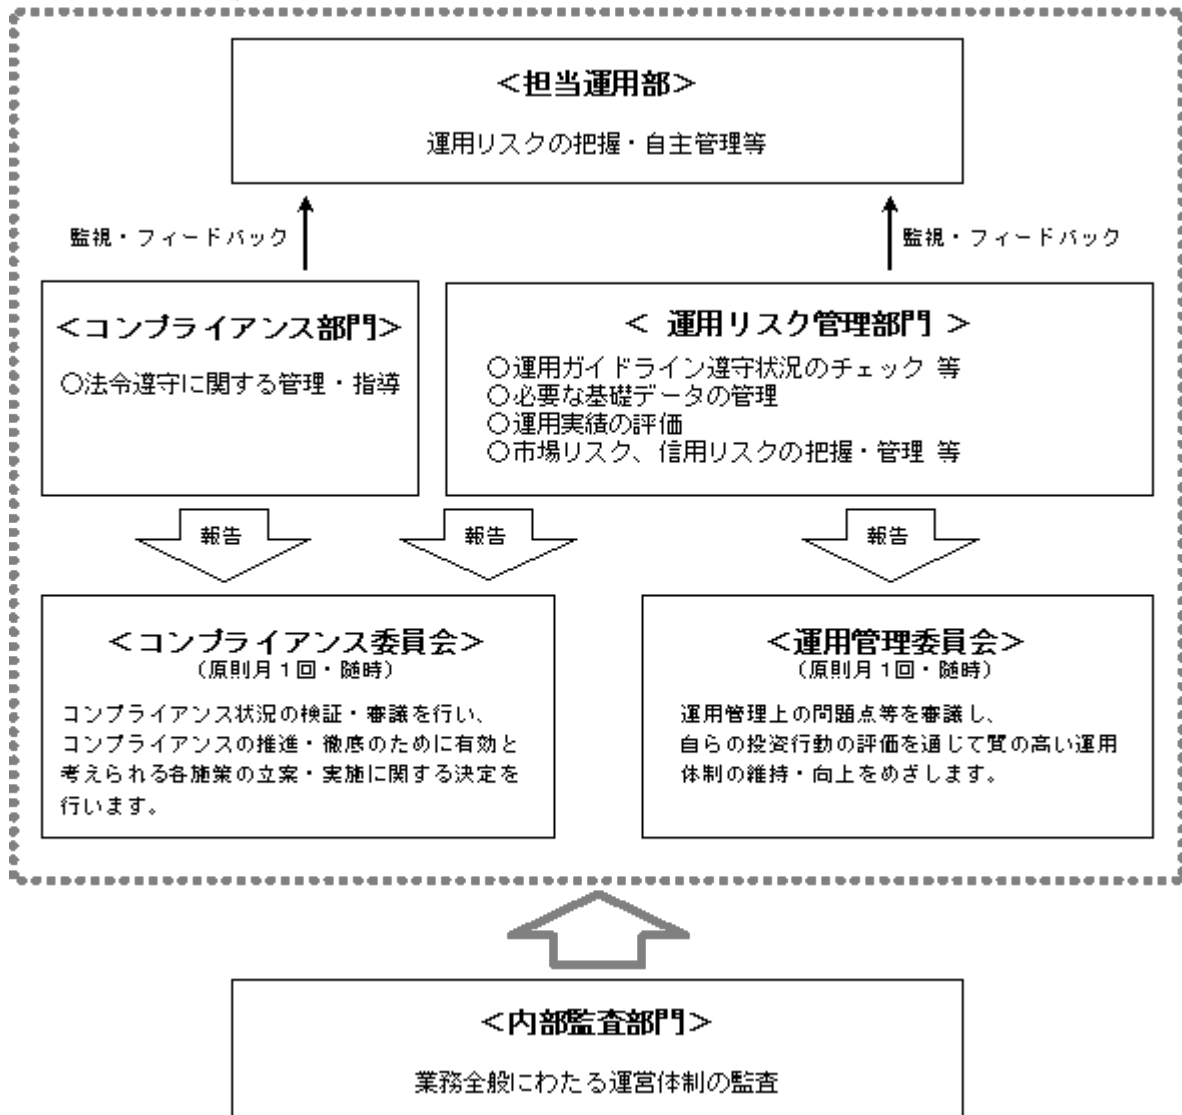 ＜担当運用部＞
運用リスクの把握・自主管理等
監視・フィードバック
監視・フィードバック
＜コンプライアンス部門＞
○法令遵守に関する管理・指導
＜ 運用リスク管理部門 ＞
○運用ガイドライン遵守状況のチェック 等
○必要な基礎データの管理
○運用実績の評価
○市場リスク、信用リスクの把握・管理 等
報告
報告
報告
＜コンプライアンス委員会＞
（原則月１回・随時）
コンプライアンス状況の検証・審議を行い、
コンプライアンスの推進・徹底のために有効と
考えられる各施策の立案・実施に関する決定を
行います。
＜運用管理委員会＞
（原則月１回・随時）
運用管理上の問題点等を審議し、
自らの投資行動の評価を通じて質の高い運用
体制の維持・向上をめざします。
＜内部監査部門＞
業務全般にわたる運営体制の監査